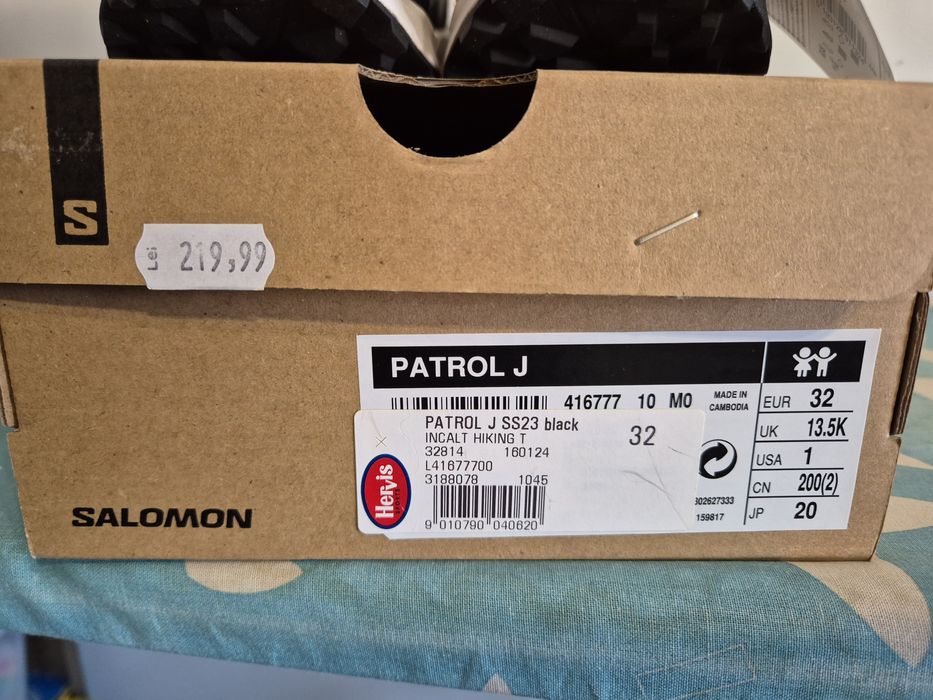 S
Lei 219,99
PATROL J
416777 10 M0
MADE IN
CAMBODIA
EUR 32
UK 13.5K
USA 1
CN 200(2)
JP 20
PATROL J SS23 black
INCALT HIKING T
32
32814 160124
L41677700
3188078 1045
9 010790 040620
Hervis
SPORTS
159817
SALOMON